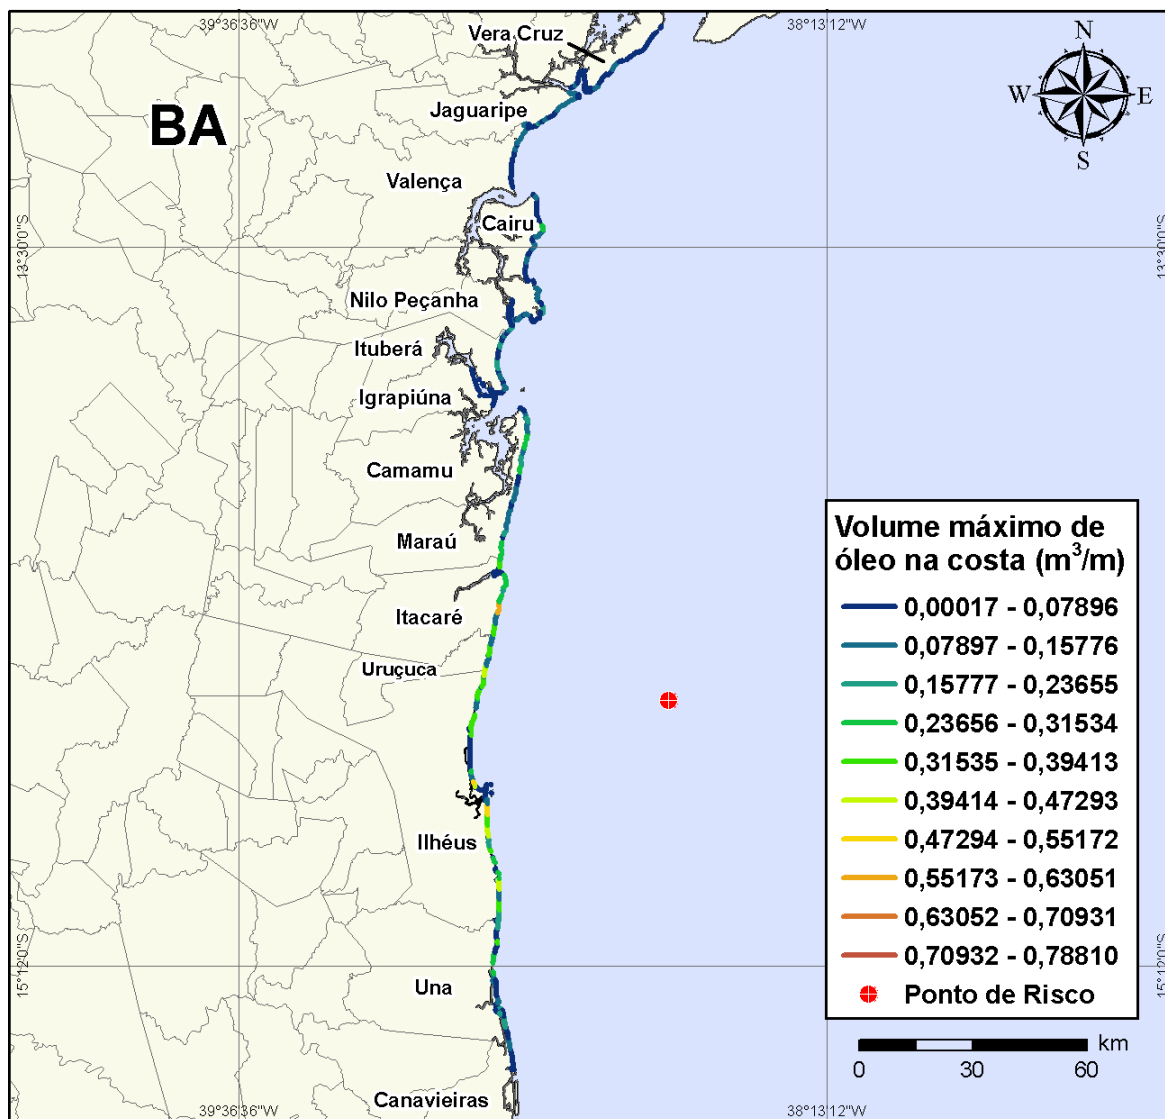 39°36'36"W
38°13'12"W
Vera Cruz
N
BA
W
E
Jaguaripe
S
Valença
Cairu
13°30'0"S
13°30'0"S
Nilo Peçanha
Ituberá
Igrapiúna
Camamu
Maraú
Itacaré
Uruçuca
Ilhéus
Una
Canavieiras
Volume máximo de
óleo na costa (m³/m)
0,00017 - 0,07896
0,07897 - 0,15776
0,15777 - 0,23655
0,23656 - 0,31534
0,31535 - 0,39413
0,39414 - 0,47293
0,47294 - 0,55172
0,55173 - 0,63051
0,63052 - 0,70931
0,70932 - 0,78810
Ponto de Risco
15°12'0"S
15°12'0"S
km
0 30 60
39°36'36"W
38°13'12"W